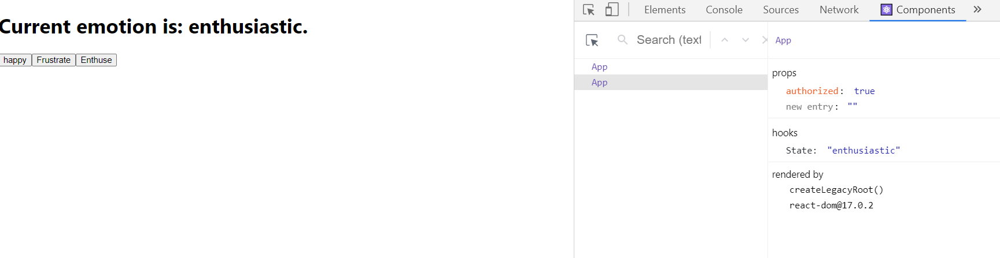 Current emotion is: enthusiastic.
happy Frustrate Enthuse
Elements Console Sources Network Components »
Search (text
App
App
App
props
authorized: true
new entry: ""
hooks
State: "enthusiastic"
rendered by
createLegacyRoot()
react-dom@17.0.2